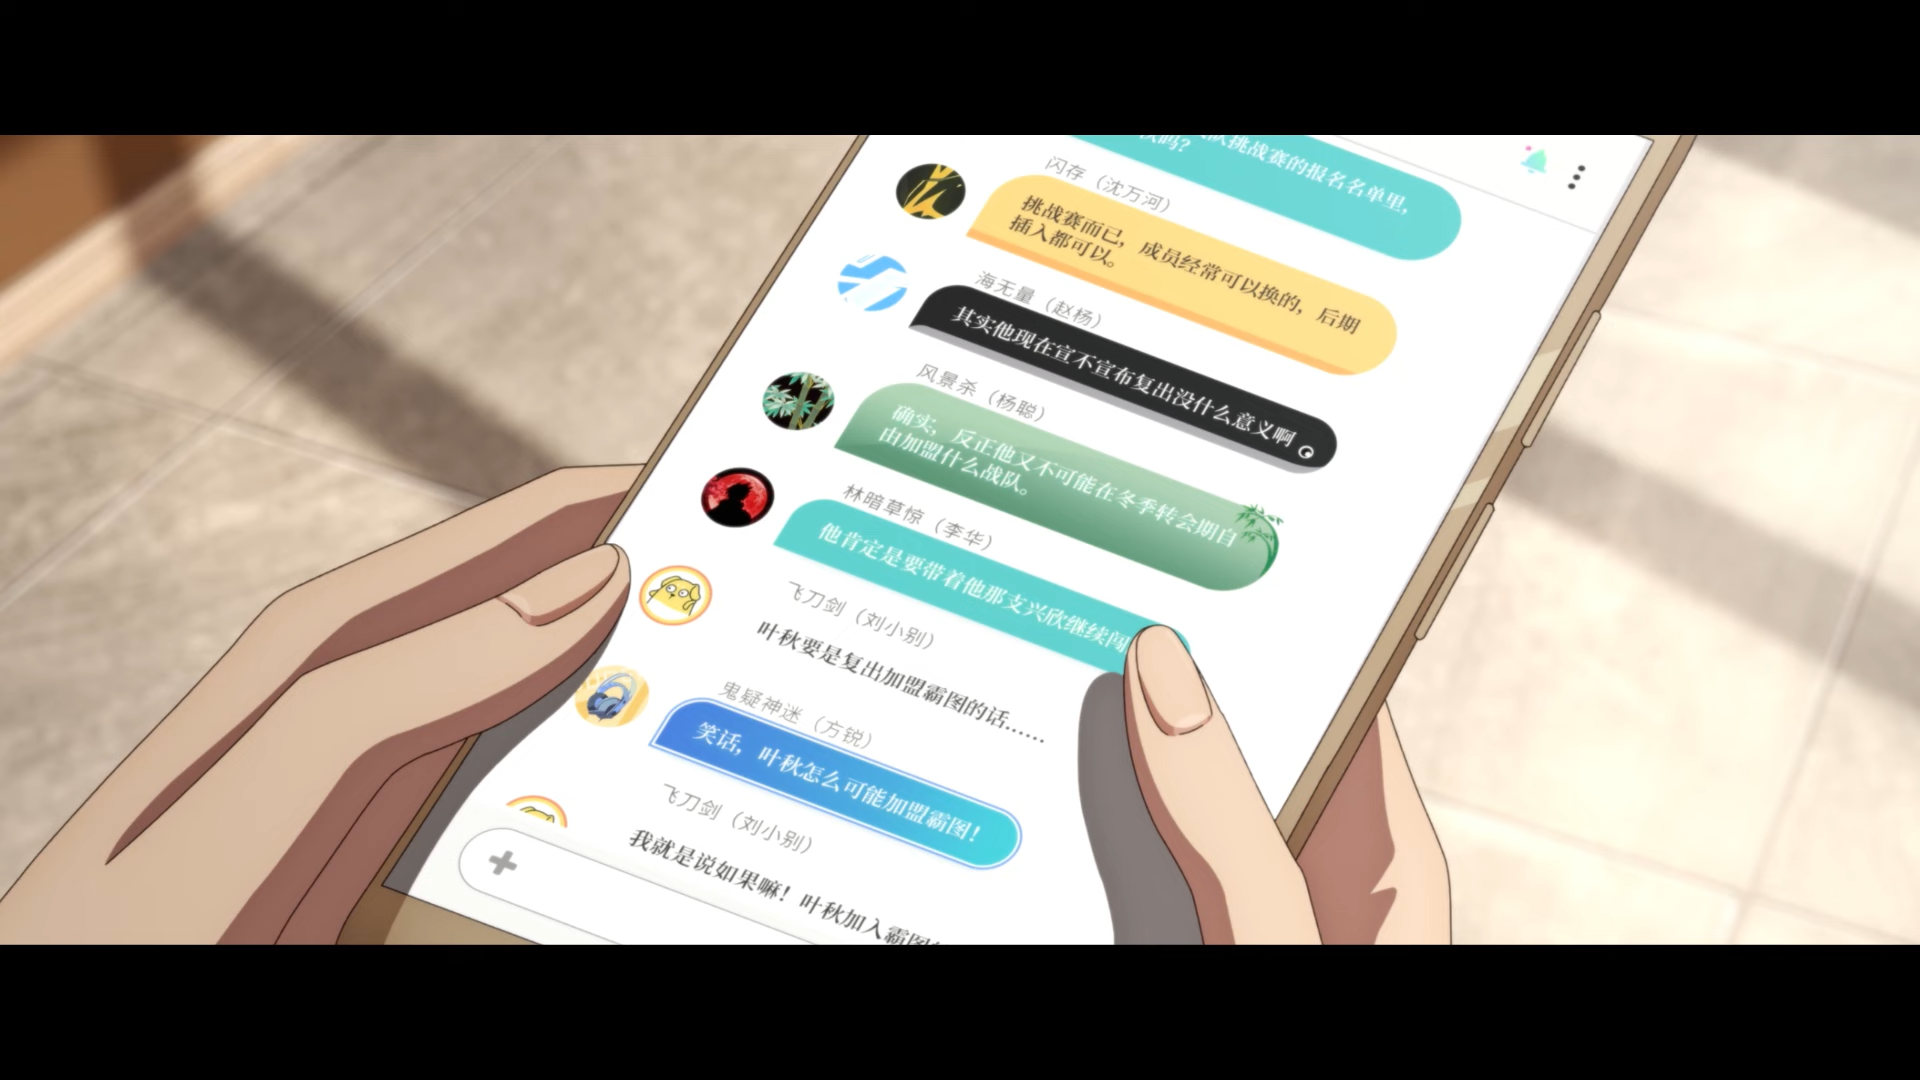 队挑战赛的报名名单里,
吗?
闪存（沈万河）
挑战赛而已, 成员经常可以换的, 后期
插入都可以。
海无量（赵杨）
其实他现在宣不宣布复出没什么意义啊
风景杀（杨聪）
确实, 反正他又不可能在冬季转会期自
由加盟什么战队。
林暗草惊（李华）
他肯定是要带着他那支兴欣继续闯
飞刀剑（刘小别）
叶秋要是复出加盟霸图的话......
鬼疑神迷（方锐）
笑话, 叶秋怎么可能加盟霸图!
飞刀剑（刘小别）
我就是说如果嘛! 叶秋加入霸图